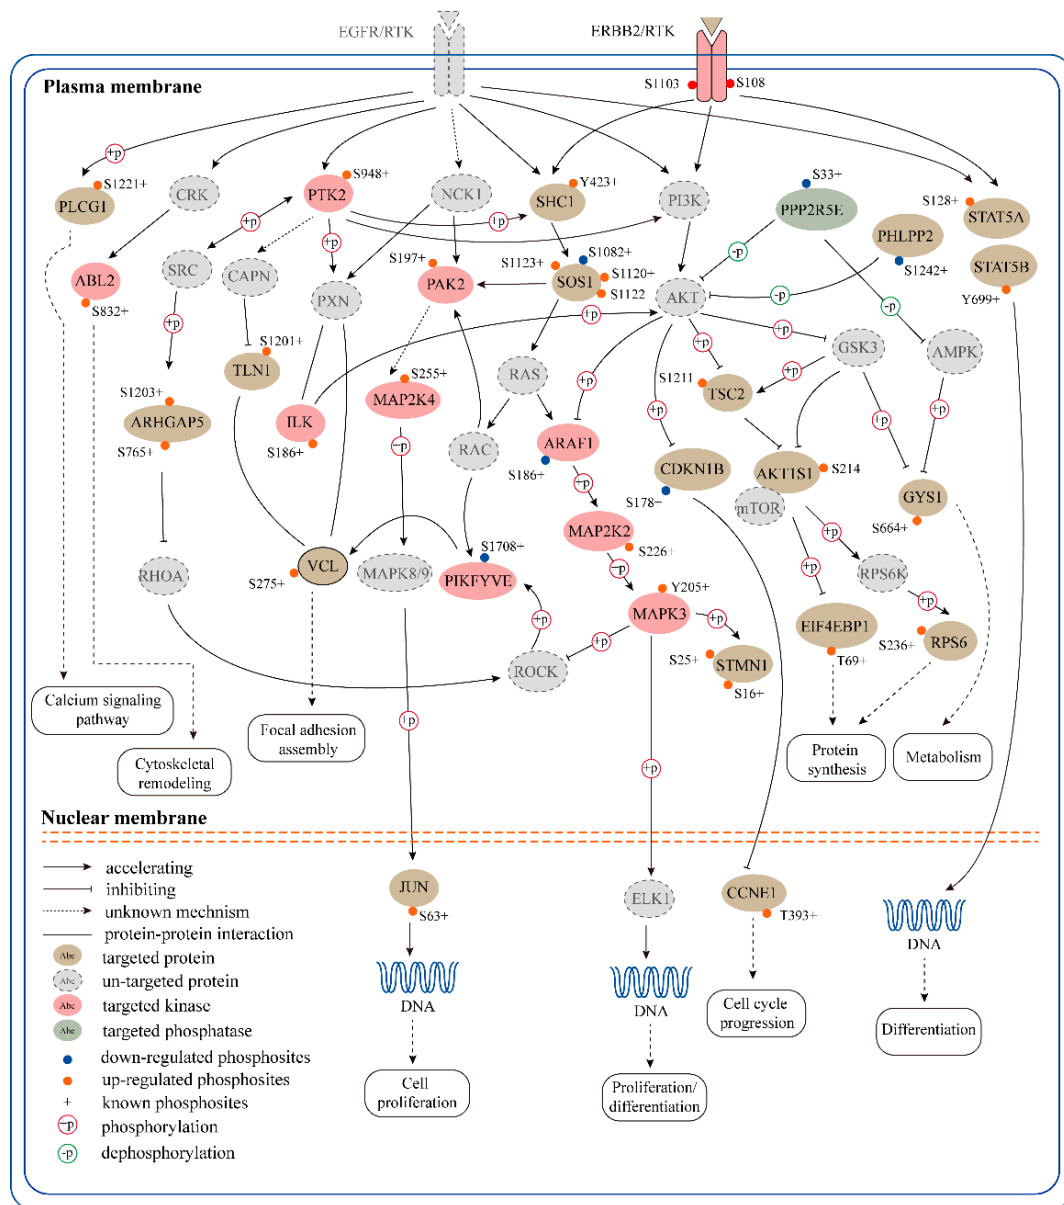 EGFR/RTK
ERBB2/RTK
Plasma membrane
S1103
S108
+p
S1221+
PLCG1
CRK
S948+
PTK2
NCK1
Y423+
SHC1
PI3K
S33+
PPP2R5E
S128+
STAT5A
+p
+p
+p
PHLPP2
S1242+
STAT5B
Y699+
ABL2
S832+
SRC
CAPN
PXN
S197+
PAK2
S1123+
S1082+
S1120+
SOS1
S1122
AKT
-p
-p
-p
+p
+p
+p
+p
S1201+
TLN1
S255+
MAP2K4
RAS
GSK3
AMPK
S1211
TSC2
+p
+p
+p
+p
+p
S1203+
ARHGAP5
S765+
ILK
S186+
+p
RAC
ARAF1
S186+
+p
CDKN1B
S178+
AKT1S1
S214
mTOR
GYS1
S664+
MAP2K2
S226+
+p
+p
RHOA
VCL
S275+
MAPK8/9
S1708+
PIKFYVE
Y205+
MAPK3
RPS6K
+p
+p
+p
+p
ROCK
S25+
STMN1
S16+
EIF4EBP1
T69+
S236+
RPS6
Calcium signaling
pathway
Cytoskeletal
remodeling
Focal adhesion
assembly
+p
+p
Protein
synthesis
Metabolism
Nuclear membrane
accelerating
inhibiting
unknown mechnism
protein-protein interaction
Abc targeted protein
Abc un-targeted protein
Abc targeted kinase
Abc targeted phosphatase
down-regulated phosphosites
up-regulated phosphosites
+ known phosphosites
+p phosphorylation
-p dephosphorylation
JUN
S63+
DNA
Cell
proliferation
ELK1
DNA
Proliferation/
differentiation
CCNE1
T393+
Cell cycle
progression
DNA
Differentiation